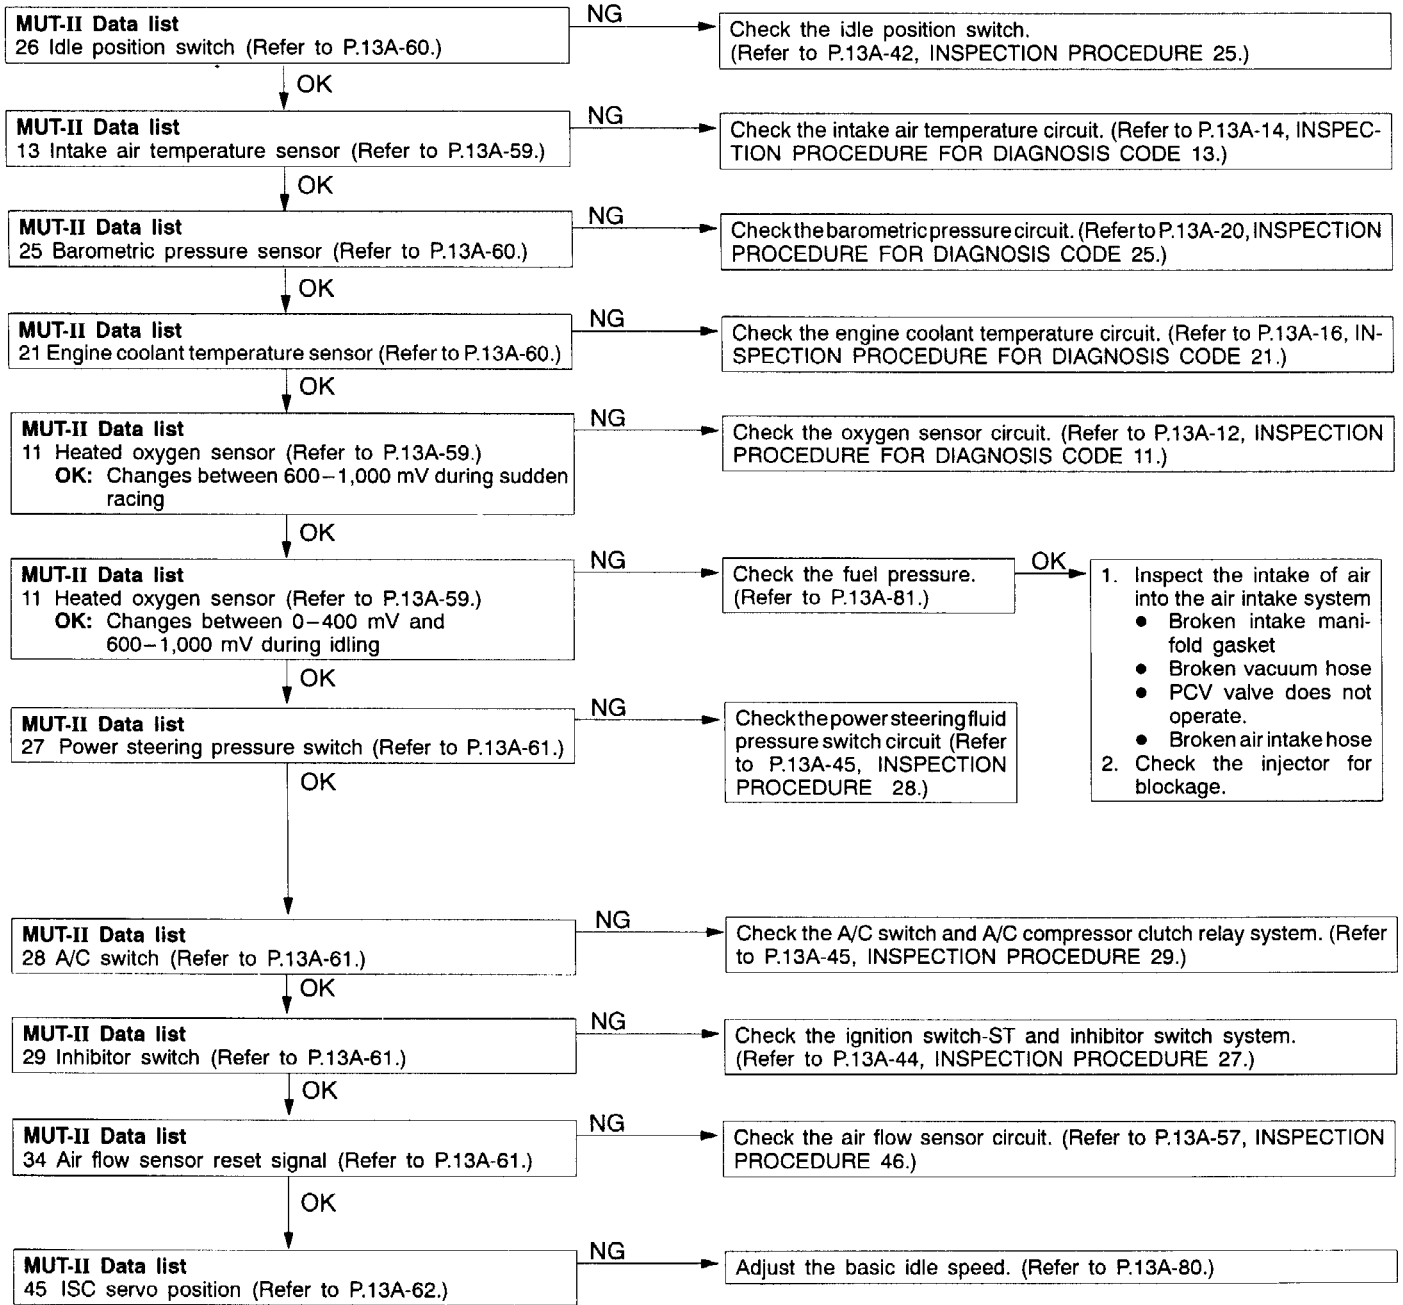 MUT-II Data list
26 Idle position switch (Refer to P.13A-60.)
NG
Check the idle position switch.
(Refer to P.13A-42, INSPECTION PROCEDURE 25.)
OK
MUT-II Data list
13 Intake air temperature sensor (Refer to P.13A-59.)
NG
Check the intake air temperature circuit. (Refer to P.13A-14, INSPEC-
TION PROCEDURE FOR DIAGNOSIS CODE 13.)
OK
MUT-II Data list
25 Barometric pressure sensor (Refer to P.13A-60.)
NG
Check the barometric pressure circuit. (Refer to P.13A-20, INSPECTION
PROCEDURE FOR DIAGNOSIS CODE 25.)
OK
MUT-II Data list
21 Engine coolant temperature sensor (Refer to P.13A-60.)
NG
Check the engine coolant temperature circuit. (Refer to P.13A-16, IN-
SPECTION PROCEDURE FOR DIAGNOSIS CODE 21.)
OK
MUT-II Data list
11 Heated oxygen sensor (Refer to P.13A-59.)
OK: Changes between 600–1,000 mV during sudden
racing
NG
Check the oxygen sensor circuit. (Refer to P.13A-12, INSPECTION
PROCEDURE FOR DIAGNOSIS CODE 11.)
OK
MUT-II Data list
11 Heated oxygen sensor (Refer to P.13A-59.)
OK: Changes between 0–400 mV and
600–1,000 mV during idling
NG
Check the fuel pressure.
(Refer to P.13A-81.)
OK
1. Inspect the intake of air
into the air intake system
● Broken intake mani-
fold gasket
● Broken vacuum hose
● PCV valve does not
operate.
● Broken air intake hose
2. Check the injector for
blockage.
OK
MUT-II Data list
27 Power steering pressure switch (Refer to P.13A-61.)
NG
Check the power steering fluid
pressure switch circuit (Refer
to P.13A-45, INSPECTION
PROCEDURE 28.)
OK
MUT-II Data list
28 A/C switch (Refer to P.13A-61.)
NG
Check the A/C switch and A/C compressor clutch relay system. (Refer
to P.13A-45, INSPECTION PROCEDURE 29.)
OK
MUT-II Data list
29 Inhibitor switch (Refer to P.13A-61.)
NG
Check the ignition switch-ST and inhibitor switch system.
(Refer to P.13A-44, INSPECTION PROCEDURE 27.)
OK
MUT-II Data list
34 Air flow sensor reset signal (Refer to P.13A-61.)
NG
Check the air flow sensor circuit. (Refer to P.13A-57, INSPECTION
PROCEDURE 46.)
OK
MUT-II Data list
45 ISC servo position (Refer to P.13A-62.)
NG
Adjust the basic idle speed. (Refer to P.13A-80.)